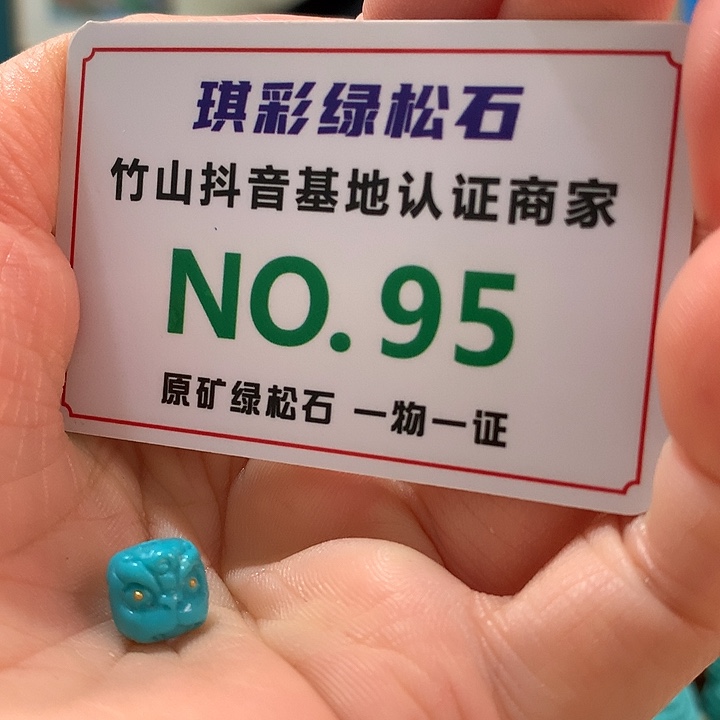 琪彩绿松石
竹山抖音基地认证商家
NO.95
原矿绿松石 一物一证